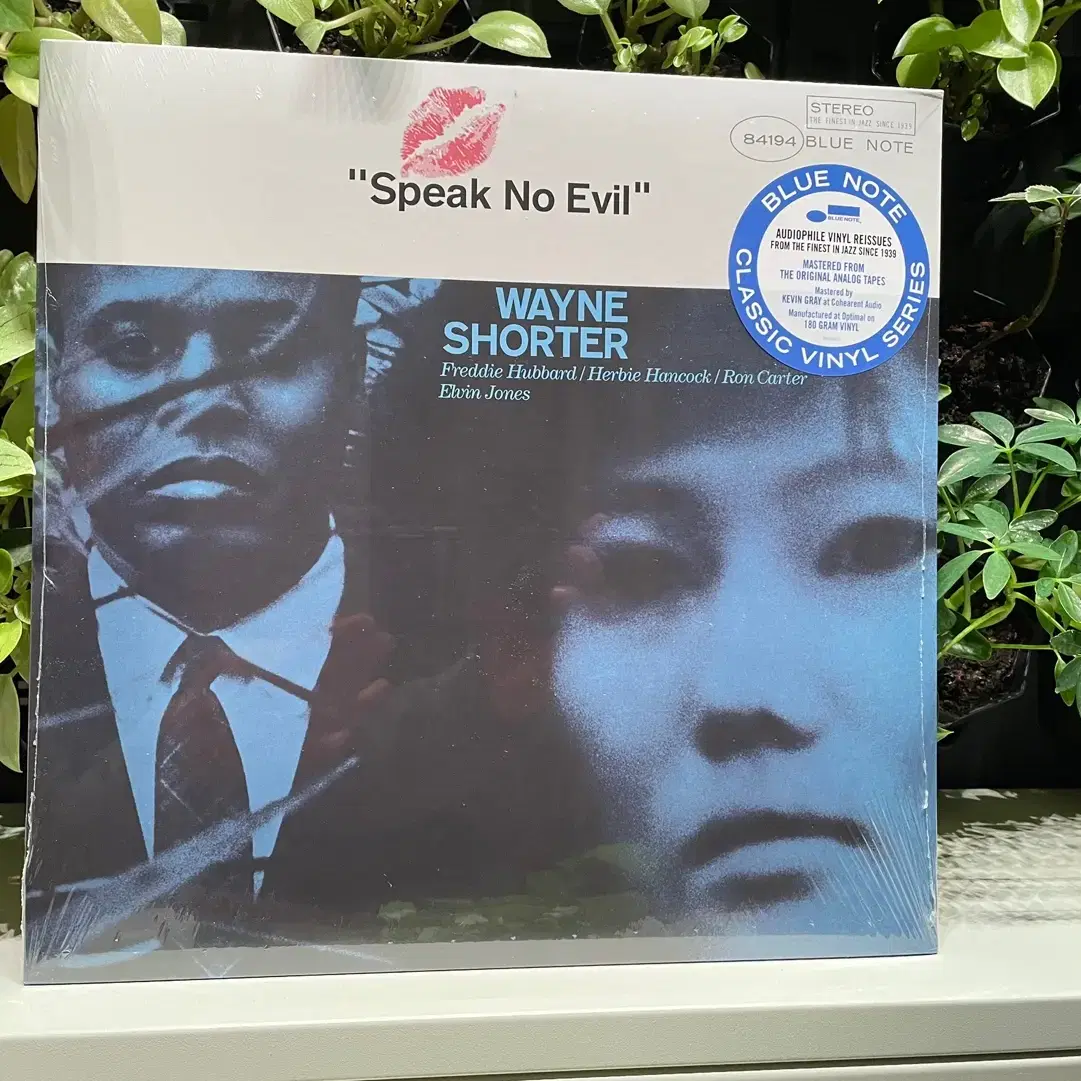 STEREO
THE FINEST IN JAZZ SINCE 1939
84194 BLUE NOTE
"Speak No Evil"
BLUE NOTE
BLUE NOTE
AUDIOPHILE VINYL REISSUES
FROM THE FINEST IN JAZZ SINCE 1939
MASTERED FROM
THE ORIGINAL ANALOG TAPES
Mastered by
KEVIN GRAY at Cohearent Audio
Manufactured at Optimal on
180 GRAM VINYL
CLASSIC VINYL SERIES
WAYNE
SHORTER
Freddie Hubbard / Herbie Hancock / Ron Carter
Elvin Jones